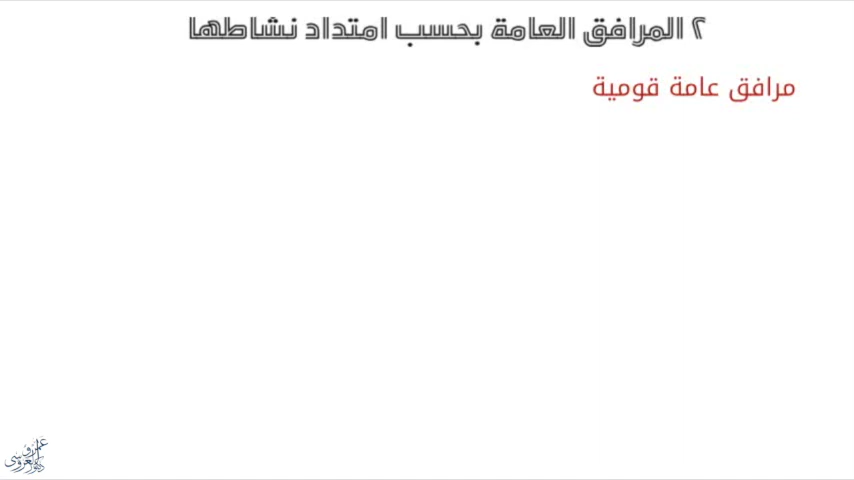 ٢ المرافق العامة بحسب امتداد نشاطها
مرافق عامة قومية